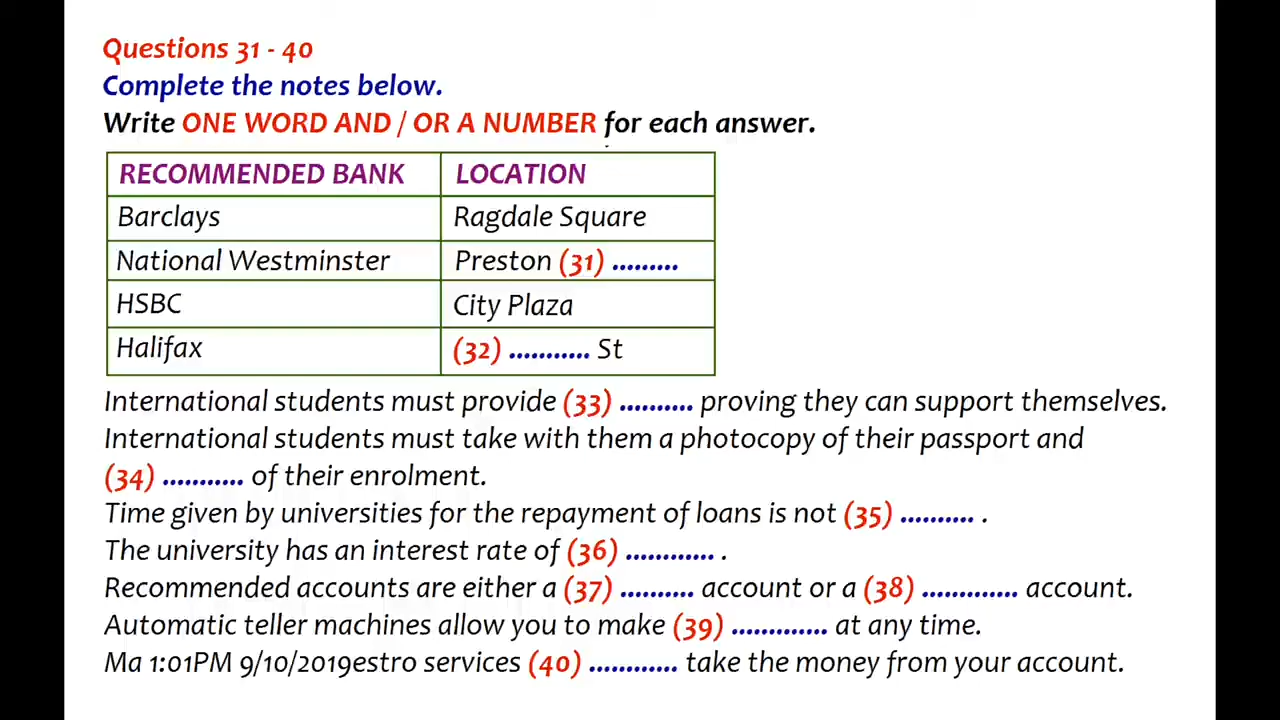 Questions 31 - 40
Complete the notes below.
Write ONE WORD AND / OR A NUMBER for each answer.
RECOMMENDED BANK LOCATION
Barclays Ragdale Square
National Westminster Preston (31) .........
HSBC City Plaza
Halifax (32) ........... St
International students must provide (33) .......... proving they can support themselves.
International students must take with them a photocopy of their passport and
(34) ........... of their enrolment.
Time given by universities for the repayment of loans is not (35) .......... .
The university has an interest rate of (36) ............ .
Recommended accounts are either a (37) .......... account or a (38) ............. account.
Automatic teller machines allow you to make (39) ............. at any time.
Ma 1:01PM 9/10/2019estro services (40) ............ take the money from your account.